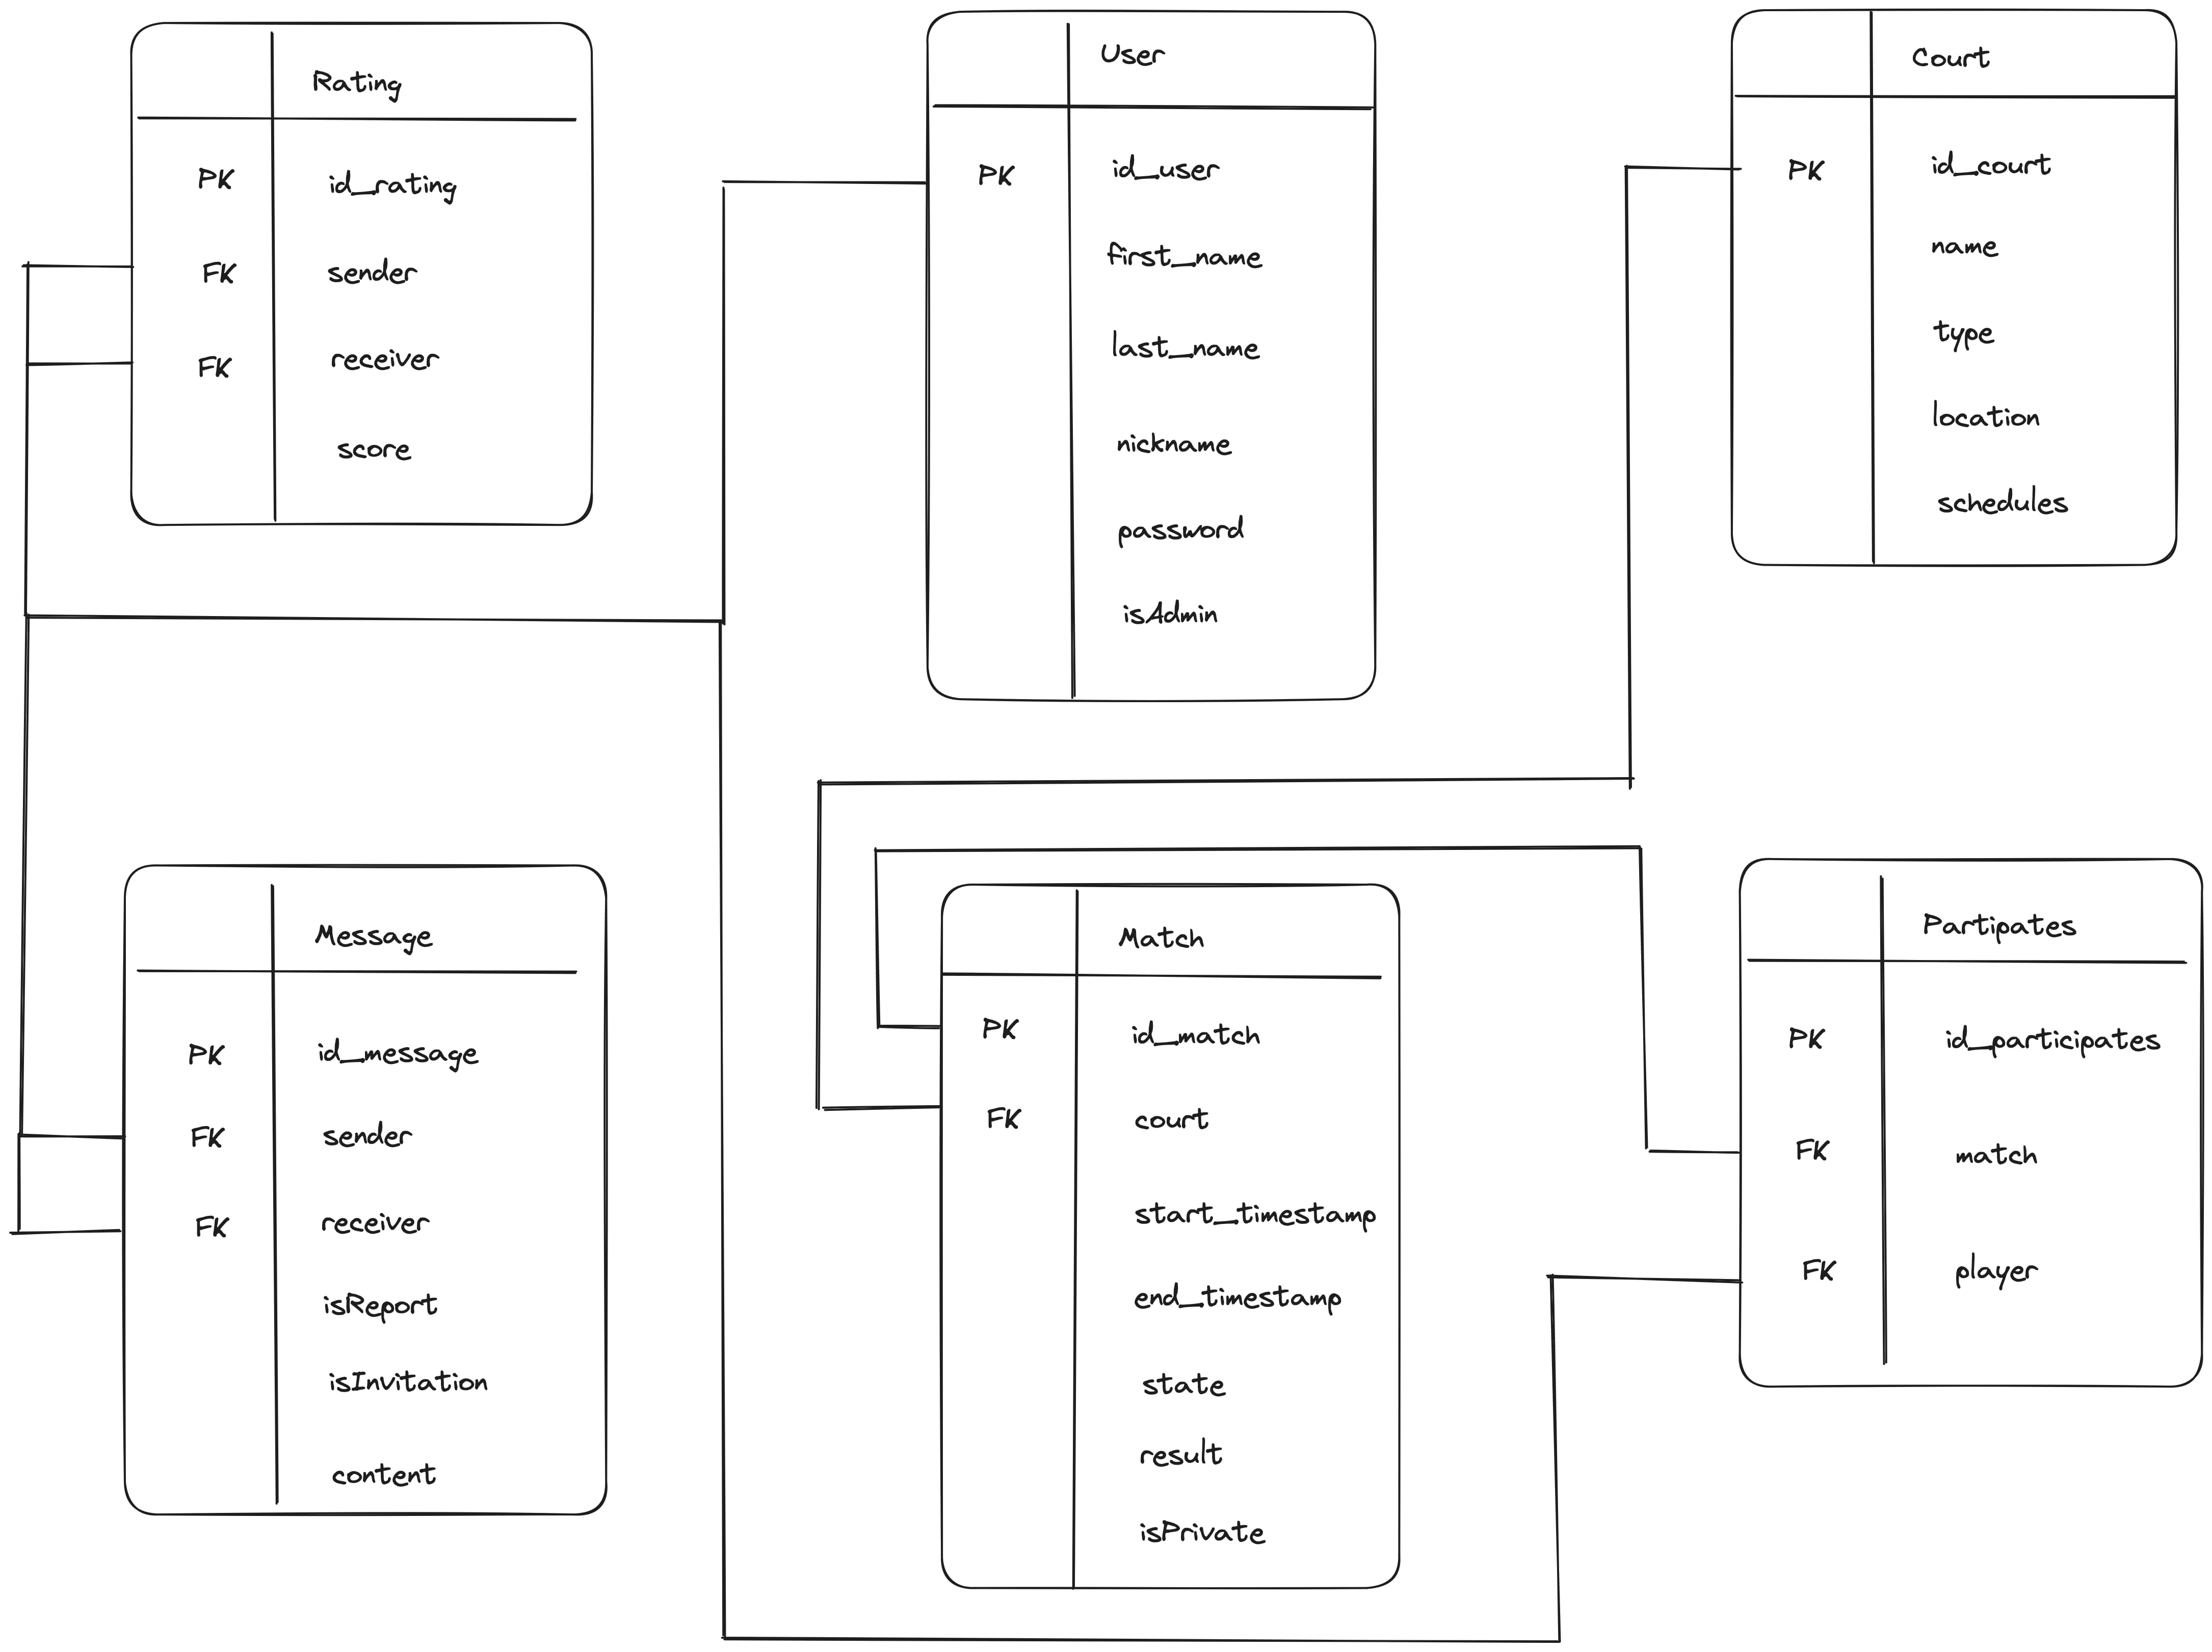 Rating
PK id_rating
FK sender
FK receiver
score
User
PK id_user
first_name
last_name
nickname
password
isAdmin
Court
PK id_court
name
type
location
schedules
Message
PK id_message
FK sender
FK receiver
isReport
isInvitation
content
Match
PK id_match
FK court
start_timestamp
end_timestamp
state
result
isPrivate
Partipates
PK id_participates
FK match
FK player